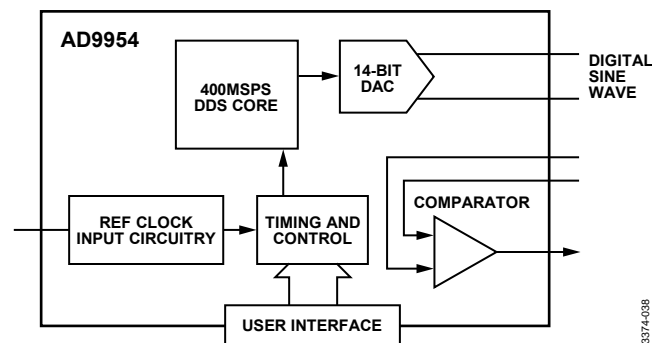 AD9954
400MSPS
DDS CORE
14-BIT
DAC
DIGITAL
SINE
WAVE
REF CLOCK
INPUT CIRCUITRY
TIMING AND
CONTROL
COMPARATOR
USER INTERFACE
3374-038